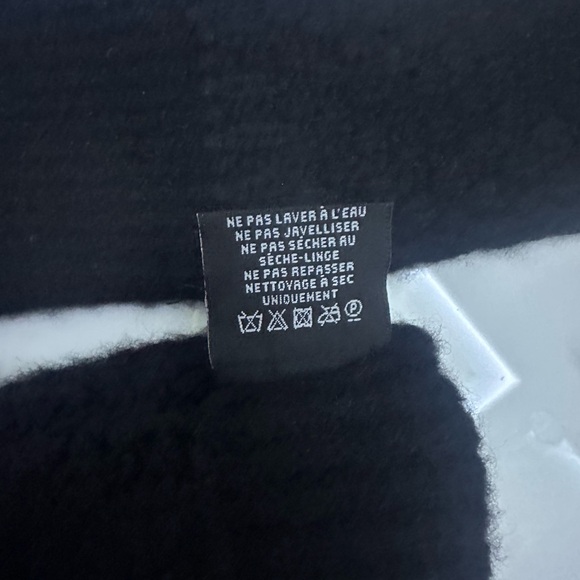 NE PAS LAVER À L'EAU
NE PAS JAVELLISER
NE PAS SÉCHER AU
SÈCHE-LINGE
NE PAS REPASSER
NETTOYAGE À SEC
UNIQUEMENT
P